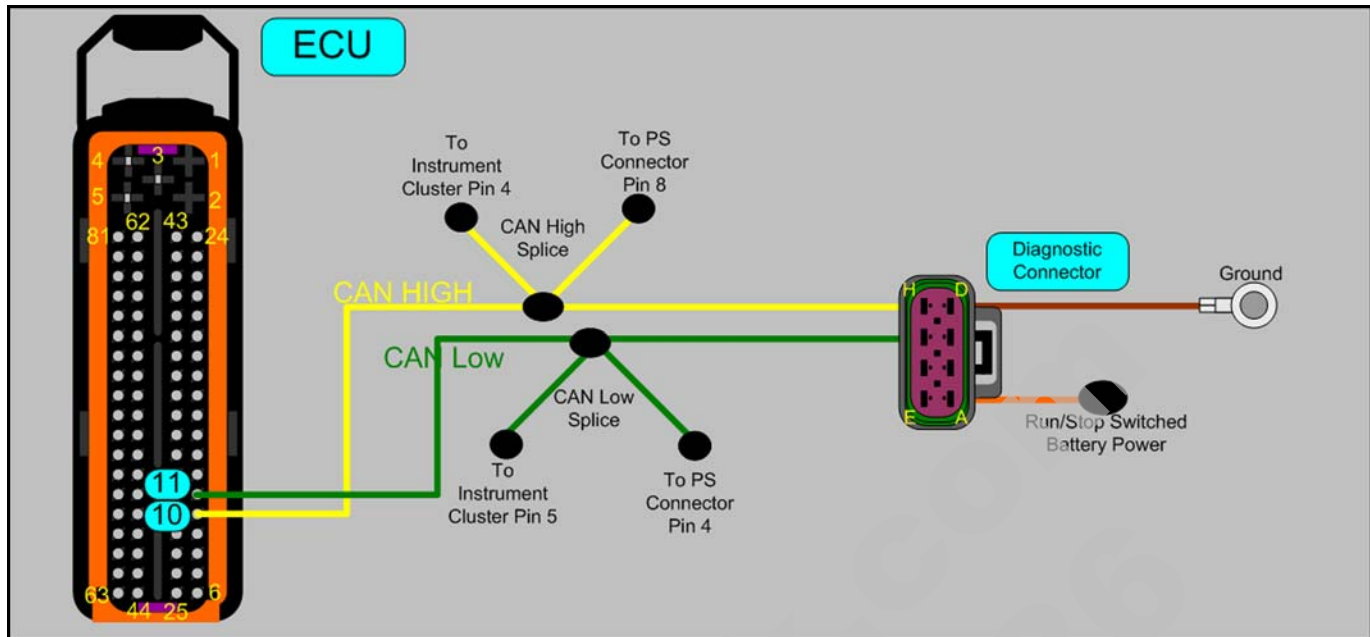 ECU
4
3
1
5
2
62
43
81
24
11
10
63
44
25
6
To
Instrument
Cluster Pin 4
To PS
Connector
Pin 8
CAN High
Splice
CAN HIGH
CAN Low
CAN Low
Splice
To
Instrument
Cluster Pin 5
To PS
Connector
Pin 4
H
D
E
A
Diagnostic
Connector
Ground
Run/Stop Switched
Battery Power